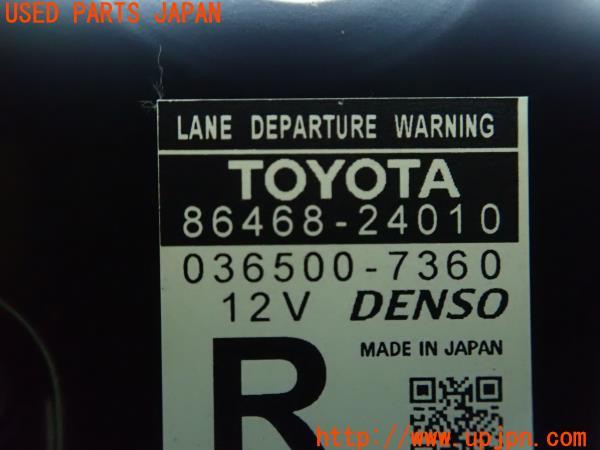 USED PARTS JAPAN
LANE DEPARTURE WARNING
TOYOTA
86468-24010
036500-7360
12V DENSO
R MADE IN JAPAN
http://www.upjpn.com